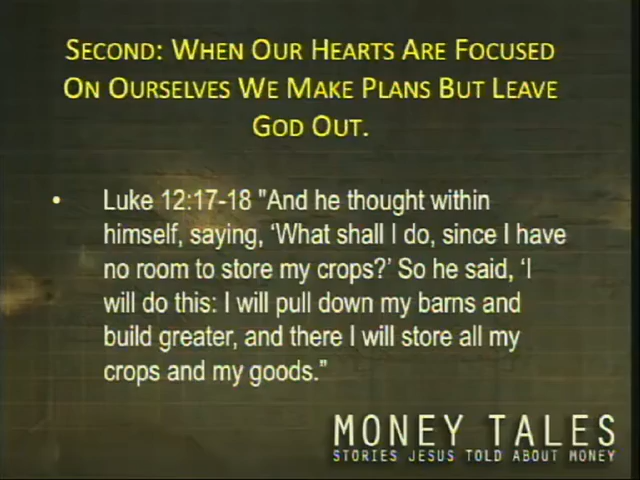 SECOND: WHEN OUR HEARTS ARE FOCUSED
ON OURSELVES WE MAKE PLANS BUT LEAVE
GOD OUT.
• Luke 12:17-18 "And he thought within
himself, saying, ‘What shall I do, since I have
no room to store my crops?’ So he said, ‘I
will do this: I will pull down my barns and
build greater, and there I will store all my
crops and my goods.”
MONEY TALES
STORIES JESUS TOLD ABOUT MONEY